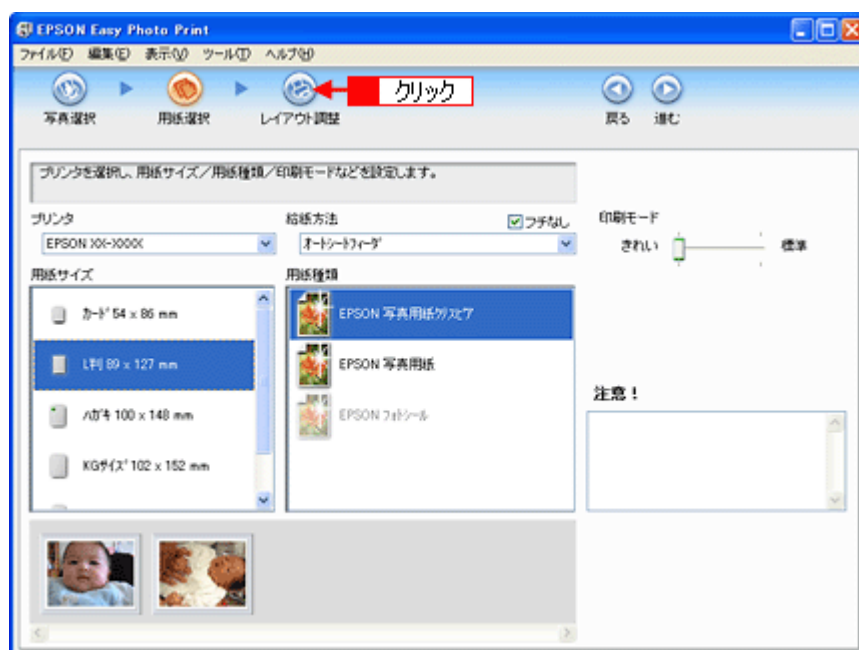 EPSON Easy Photo Print
ファイル(F) 編集(E) 表示(V) ツール(T) ヘルプ(H)
クリック
写真選択 用紙選択 レイアウト調整 戻る 進む
プリンタを選択し、用紙サイズ／用紙種類／印刷モードなどを設定します。
プリンタ 給紙方法 フチなし 印刷モード
EPSON XX-XXXX オートシートフィーダ きれい 標準
用紙サイズ 用紙種類
カード 54 x 86 mm EPSON 写真用紙クリスピア
L判 89 x 127 mm EPSON 写真用紙
注意！
ハガキ 100 x 148 mm EPSON フォトシール
KGサイズ 102 x 152 mm